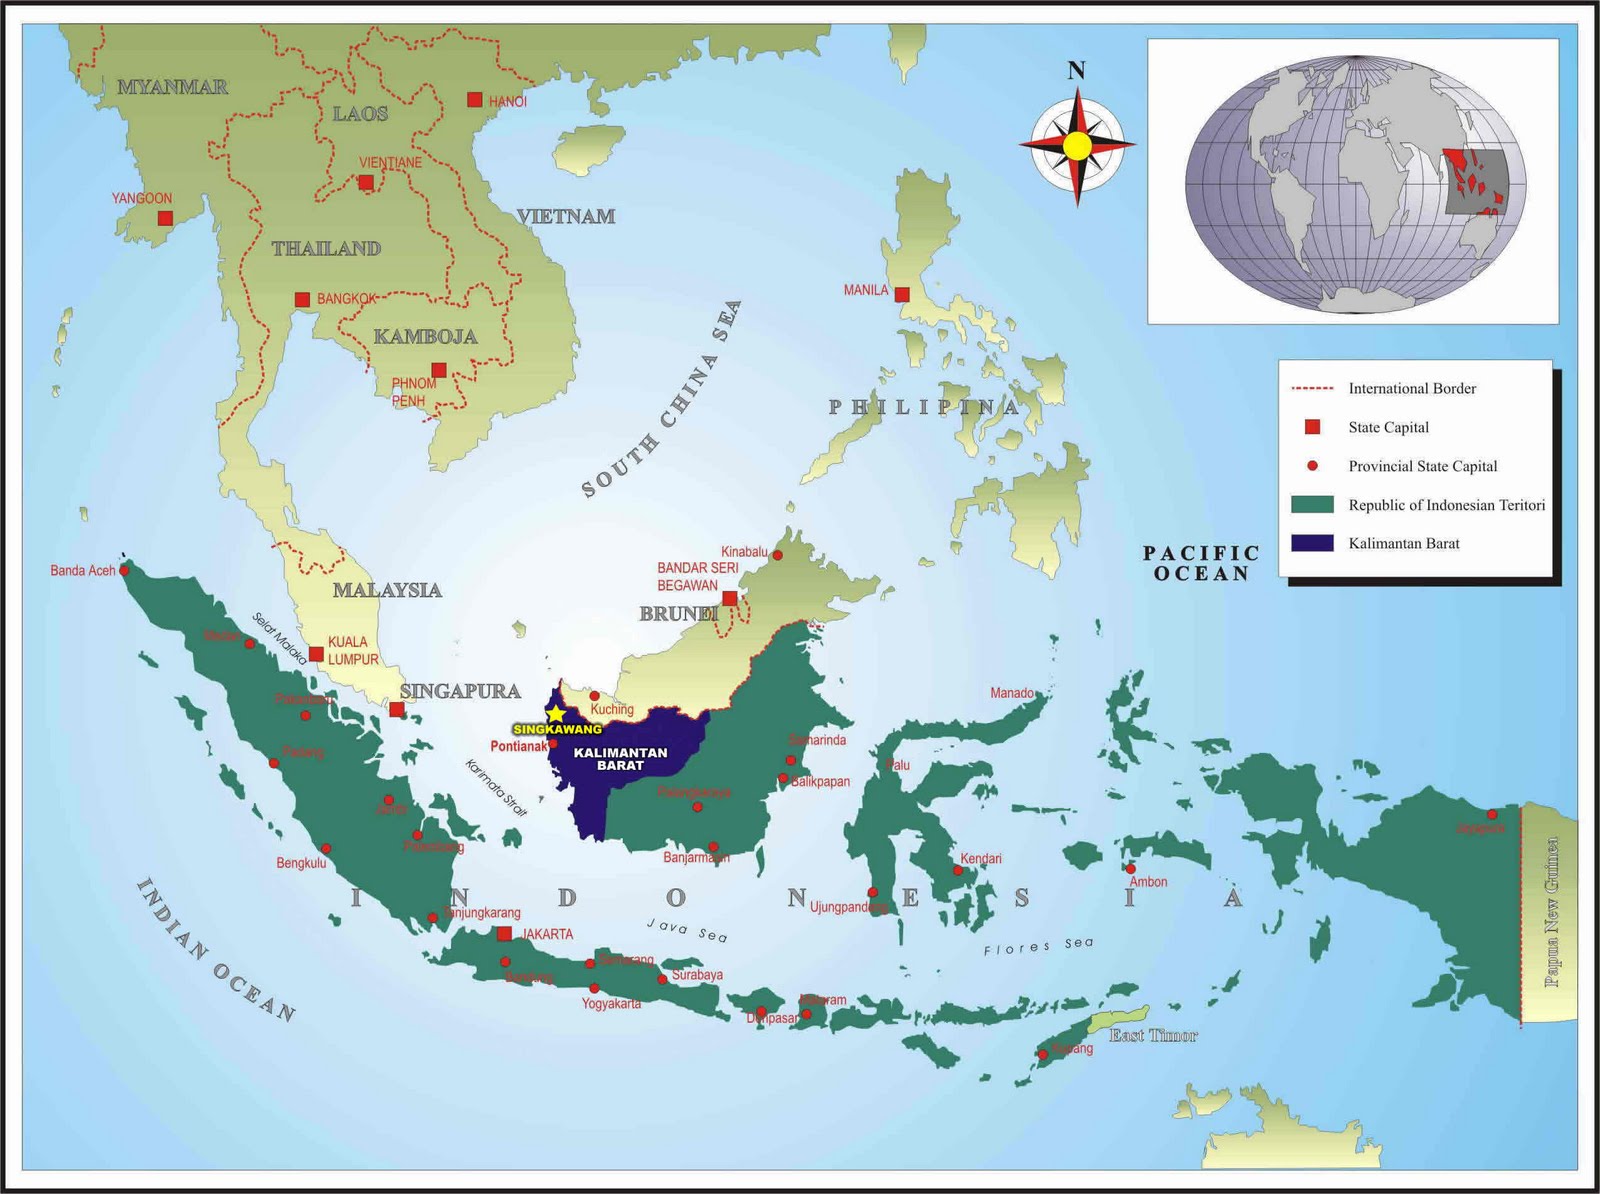 MYANMAR
LAOS
HANOI
VIENTIANE
YANGOON
VIETNAM
THAILAND
BANGKOK
KAMBOJA
PHNOM
PENH
SOUTH CHINA SEA
MANILA
PHILIPINA
N
International Border
State Capital
Provincial State Capital
Republic of Indonesian Teritori
Kalimantan Barat
PACIFIC
OCEAN
Banda Aceh
Medan
Selat Malaka
MALAYSIA
KUALA
LUMPUR
SINGAPURA
Kinabalu
BANDAR SERI
BEGAWAN
BRUNEI
Kuching
SINGKAWANG
Pontianak
KALIMANTAN
BARAT
Karimata Strait
Padang
Jambi
Palembang
Bengkulu
Tanjungkarang
Samarinda
Balikpapan
Palangkaraya
Banjarmasin
Manado
Palu
Kendari
Ujungpandang
Ambon
Jayapura
INDONESIA
Papua New Guinea
INDIAN OCEAN
JAKARTA
Bandung
Semarang
Yogyakarta
Surabaya
Java Sea
Flores Sea
Denpasar
Mataram
Kupang
East Timor